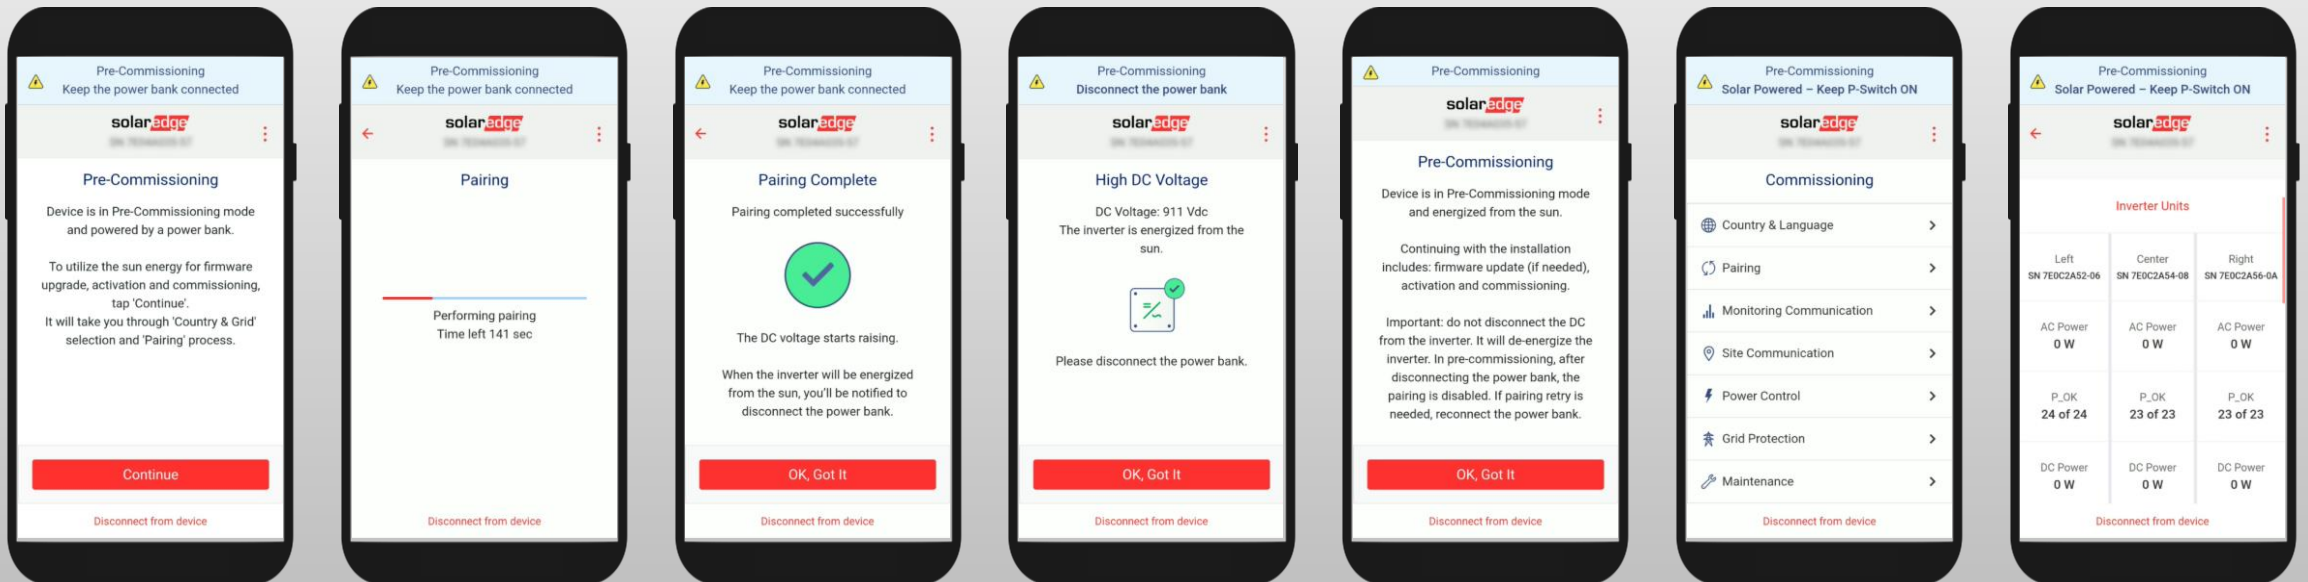 Pre-Commissioning
Keep the power bank connected
solaredge
Pre-Commissioning
Device is in Pre-Commissioning mode
and powered by a power bank.
To utilize the sun energy for firmware
upgrade, activation and commissioning,
tap 'Continue'.
It will take you through 'Country & Grid'
selection and 'Pairing' process.
Continue
Disconnect from device
Pre-Commissioning
Keep the power bank connected
solaredge
Pairing
Performing pairing
Time left 141 sec
Disconnect from device
Pre-Commissioning
Keep the power bank connected
solaredge
Pairing Complete
Pairing completed successfully
The DC voltage starts raising.
When the inverter will be energized
from the sun, you'll be notified to
disconnect the power bank.
OK, Got It
Disconnect from device
Pre-Commissioning
Disconnect the power bank
solaredge
High DC Voltage
DC Voltage: 911 Vdc
The inverter is energized from the
sun.
Please disconnect the power bank.
OK, Got It
Disconnect from device
Pre-Commissioning
solaredge
Pre-Commissioning
Device is in Pre-Commissioning mode
and energized from the sun.
Continuing with the installation
includes: firmware update (if needed),
activation and commissioning.
Important: do not disconnect the DC
from the inverter. It will de-energize the
inverter. In pre-commissioning, after
disconnecting the power bank, the
pairing is disabled. If pairing retry is
needed, reconnect the power bank.
OK, Got It
Disconnect from device
Pre-Commissioning
Solar Powered – Keep P-Switch ON
solaredge
Commissioning
Country & Language
Pairing
Monitoring Communication
Site Communication
Power Control
Grid Protection
Maintenance
Disconnect from device
Pre-Commissioning
Solar Powered – Keep P-Switch ON
solaredge
Inverter Units
Left Center Right
SN 7E0C2A52-06 SN 7E0C2A54-08 SN 7E0C2A56-0A
AC Power AC Power AC Power
0 W 0 W 0 W
P_OK P_OK P_OK
24 of 24 23 of 23 23 of 23
DC Power DC Power DC Power
0 W 0 W 0 W
Disconnect from device